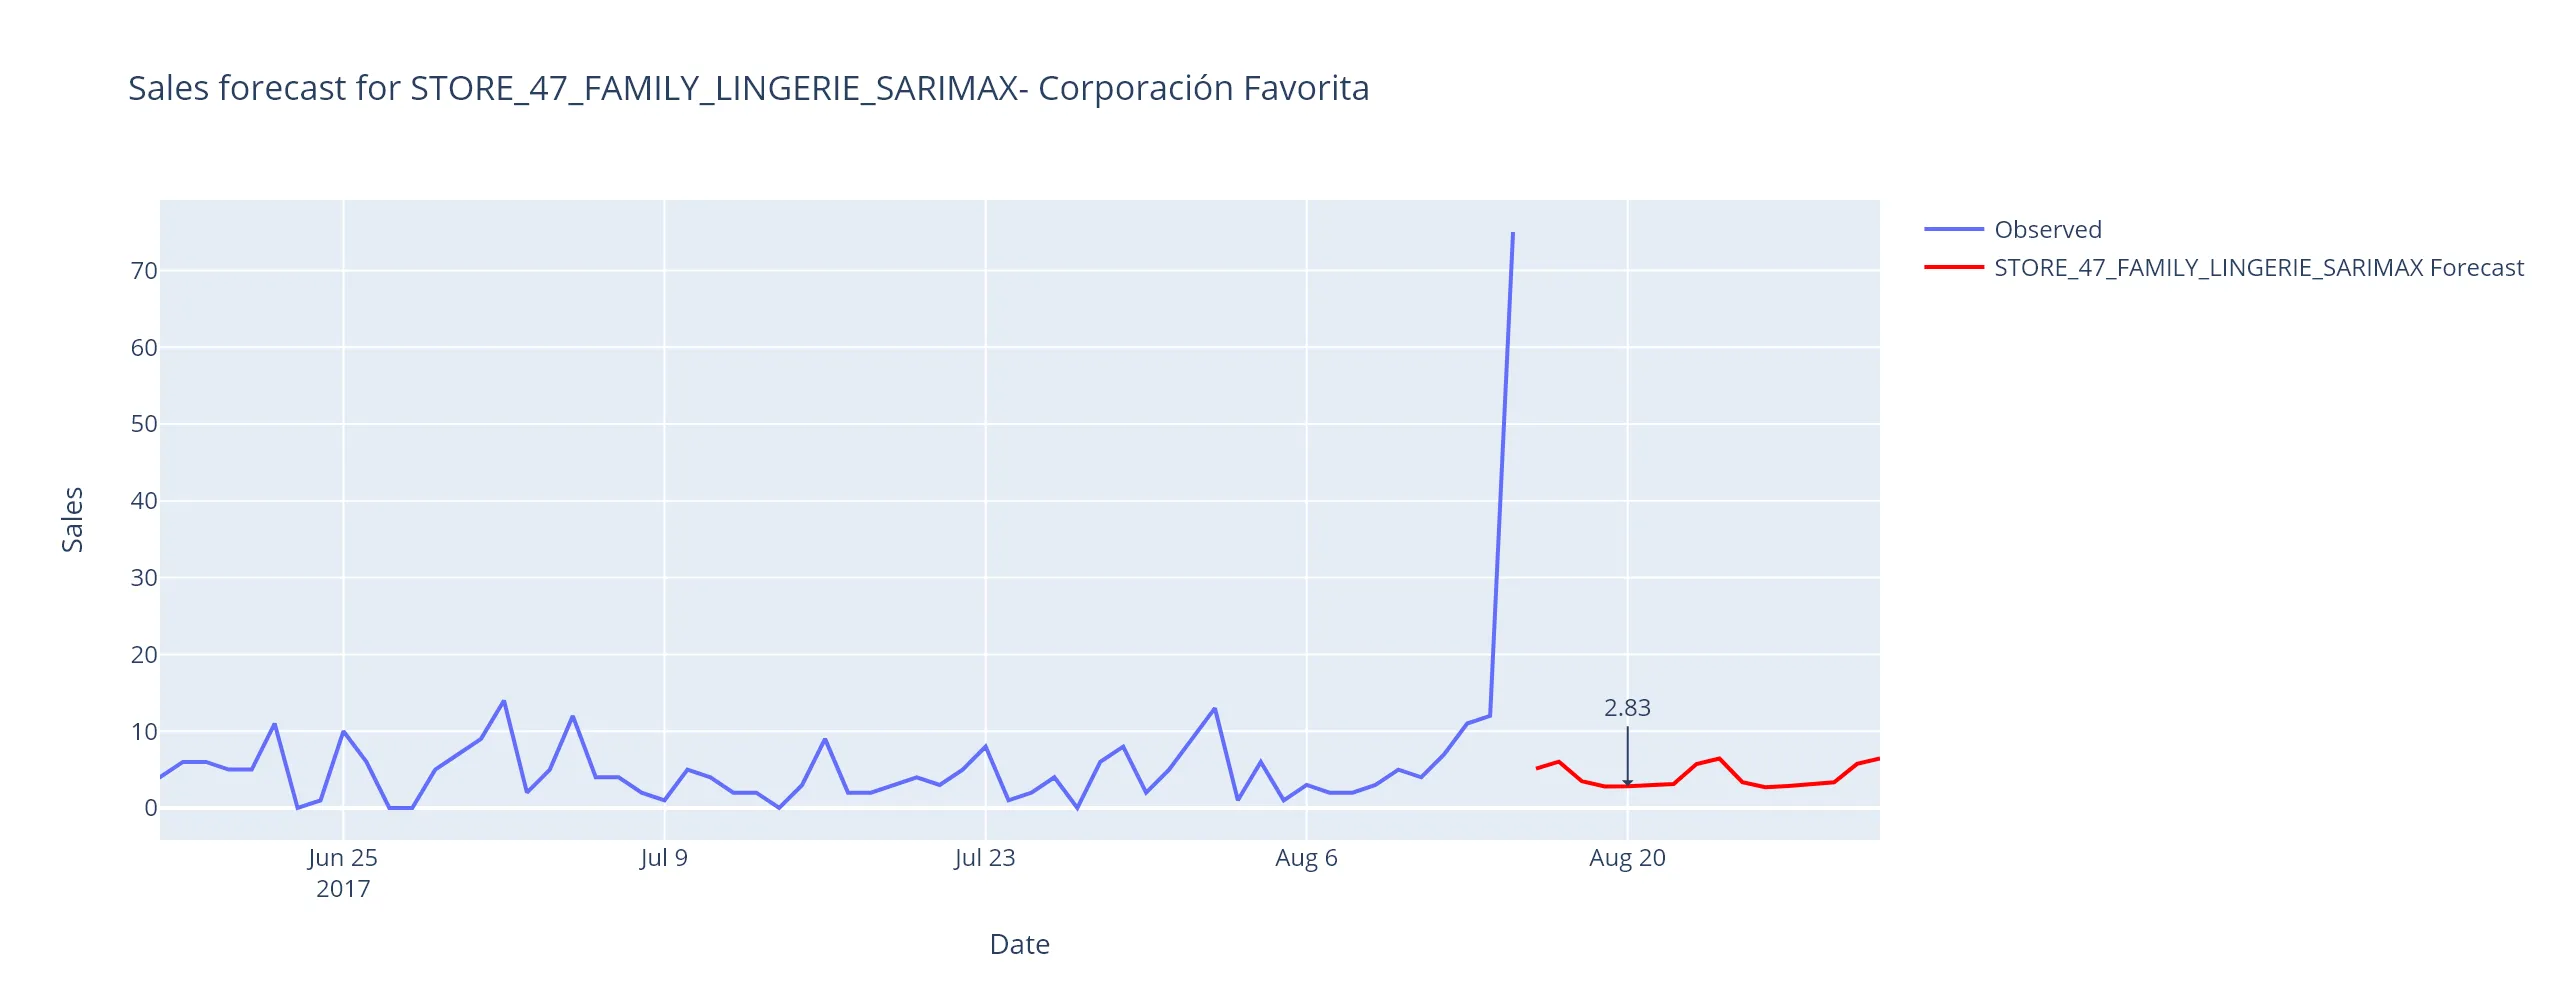 Sales forecast for STORE_47_FAMILY_LINGERIE_SARIMAX- Corporación Favorita
Observed
STORE_47_FAMILY_LINGERIE_SARIMAX Forecast
70
60
50
40
30
20
10
0
Sales
2.83
Jun 25
2017
Jul 9
Jul 23
Aug 6
Aug 20
Date